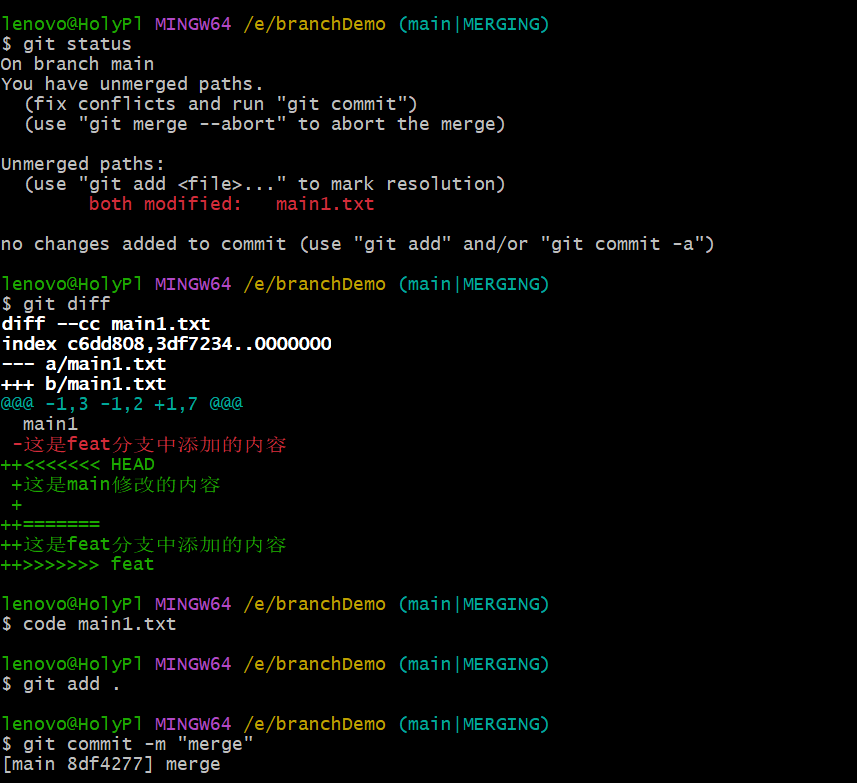 lenovo@HolyPl MINGW64 /e/branchDemo (main|MERGING)
$ git status
On branch main
You have unmerged paths.
  (fix conflicts and run "git commit")
  (use "git merge --abort" to abort the merge)

Unmerged paths:
  (use "git add <file>..." to mark resolution)
        both modified:   main1.txt

no changes added to commit (use "git add" and/or "git commit -a")

lenovo@HolyPl MINGW64 /e/branchDemo (main|MERGING)
$ git diff
diff --cc main1.txt
index c6dd808,3df7234..0000000
--- a/main1.txt
+++ b/main1.txt
@@@ -1,3 -1,2 +1,7 @@@
  main1
 -这是feat分支中添加的内容
++<<<<<<< HEAD
 +这是main修改的内容
 +
++=======
++这是feat分支中添加的内容
++>>>>>>> feat

lenovo@HolyPl MINGW64 /e/branchDemo (main|MERGING)
$ code main1.txt

lenovo@HolyPl MINGW64 /e/branchDemo (main|MERGING)
$ git add .

lenovo@HolyPl MINGW64 /e/branchDemo (main|MERGING)
$ git commit -m "merge"
[main 8df4277] merge